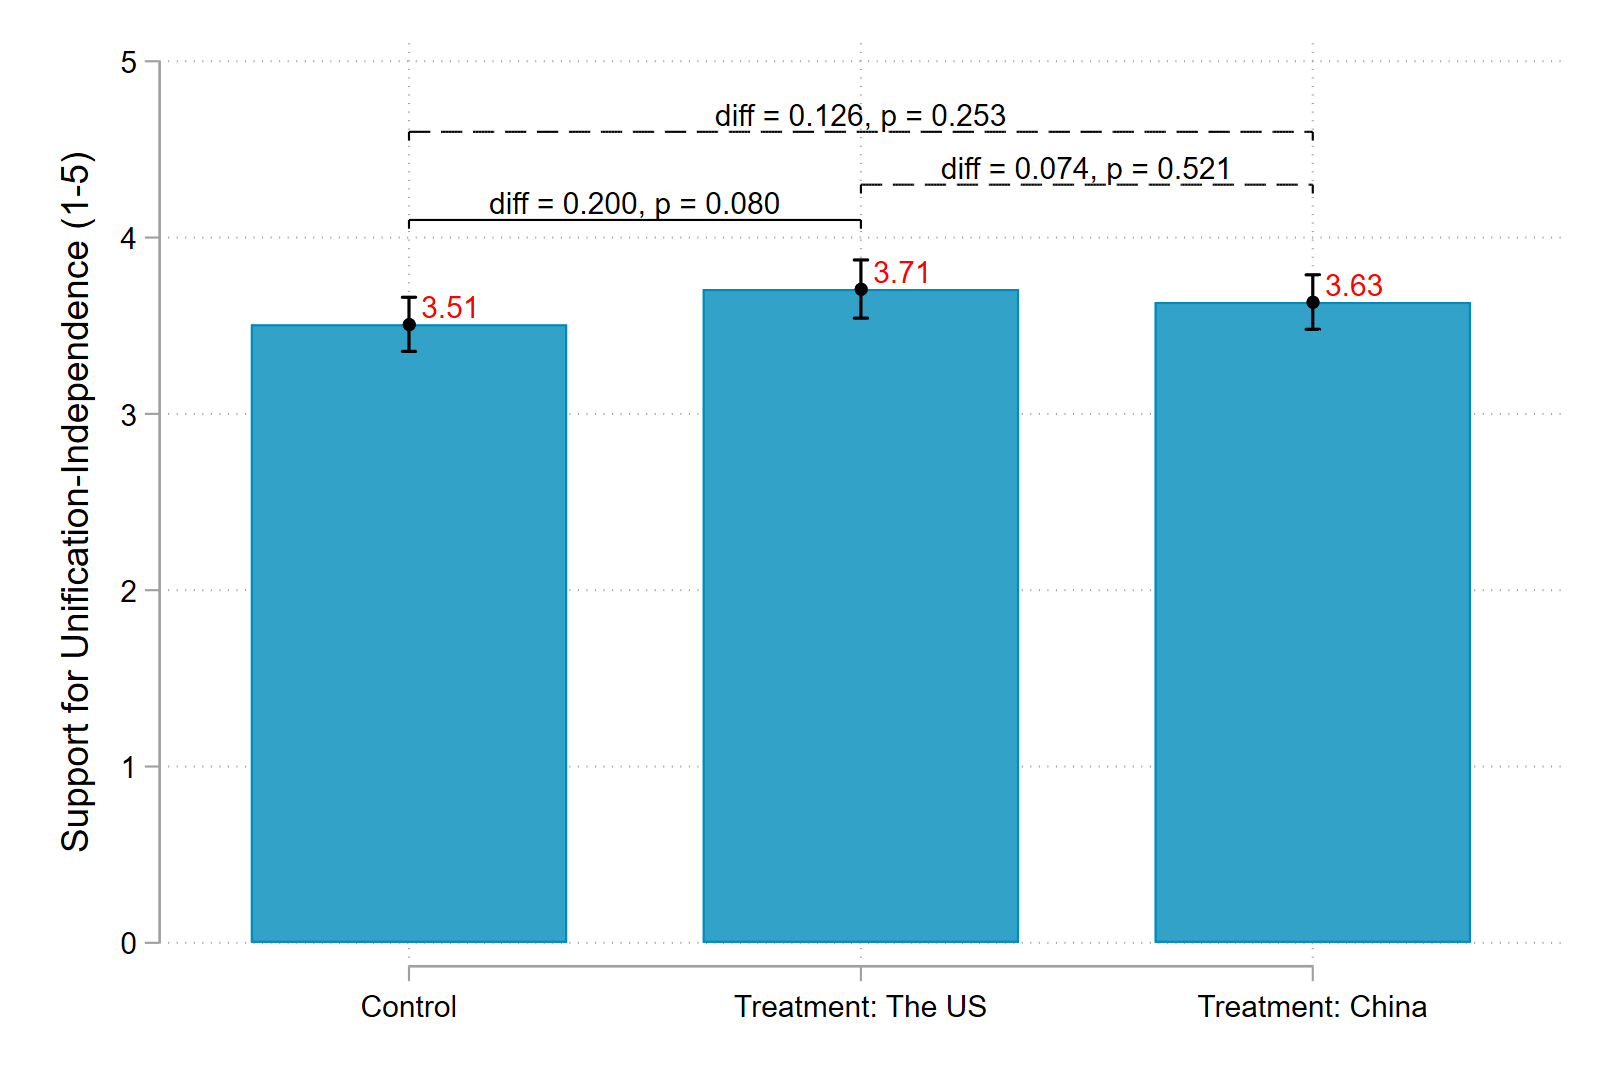 Support for Unification-Independence (1-5)
5
4
3
2
1
0
diff = 0.126, p = 0.253
diff = 0.074, p = 0.521
diff = 0.200, p = 0.080
3.51
3.71
3.63
Control
Treatment: The US
Treatment: China